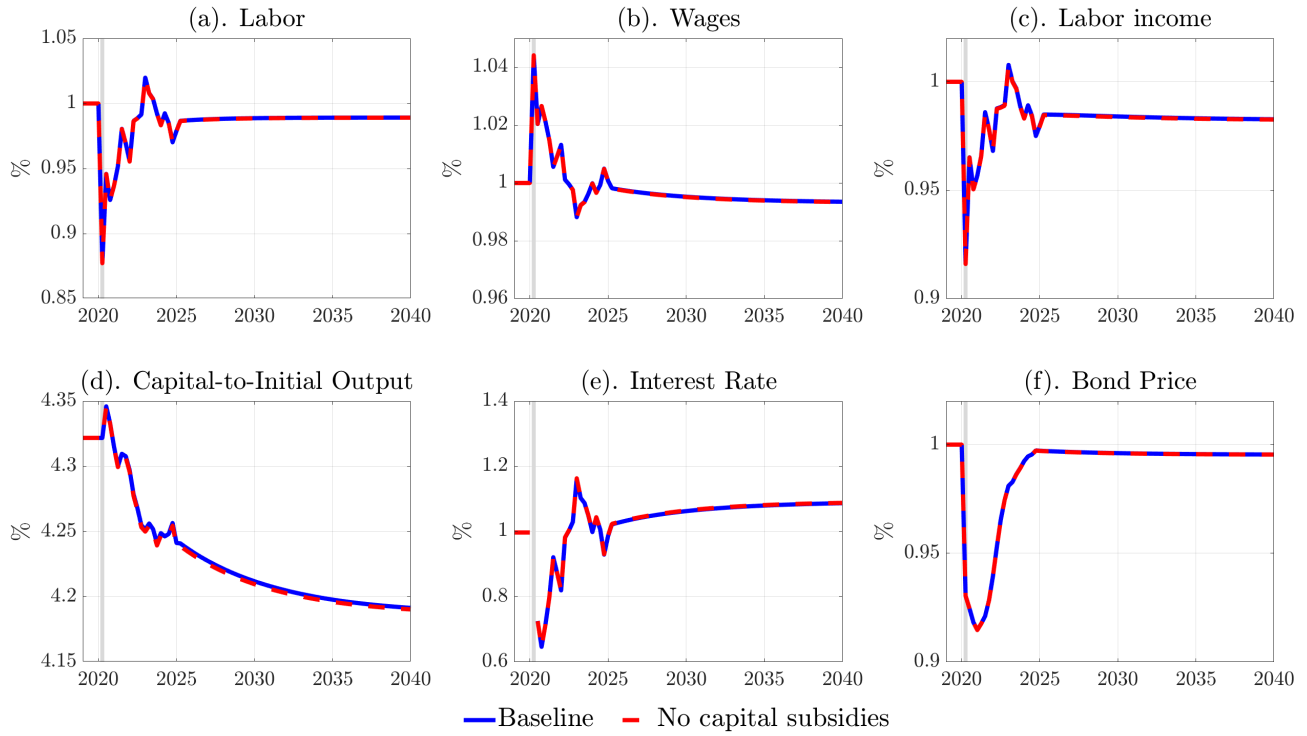 (a). Labor
(b). Wages
(c). Labor income
1.05
1
0.95
0.9
0.85
%
2020 2025 2030 2035 2040
1.04
1.02
1
0.98
0.96
%
2020 2025 2030 2035 2040
1
0.95
0.9
%
2020 2025 2030 2035 2040
(d). Capital-to-Initial Output
(e). Interest Rate
(f). Bond Price
4.35
4.3
4.25
4.2
4.15
%
2020 2025 2030 2035 2040
1.4
1.2
1
0.8
0.6
%
2020 2025 2030 2035 2040
1
0.95
0.9
%
2020 2025 2030 2035 2040
Baseline
No capital subsidies